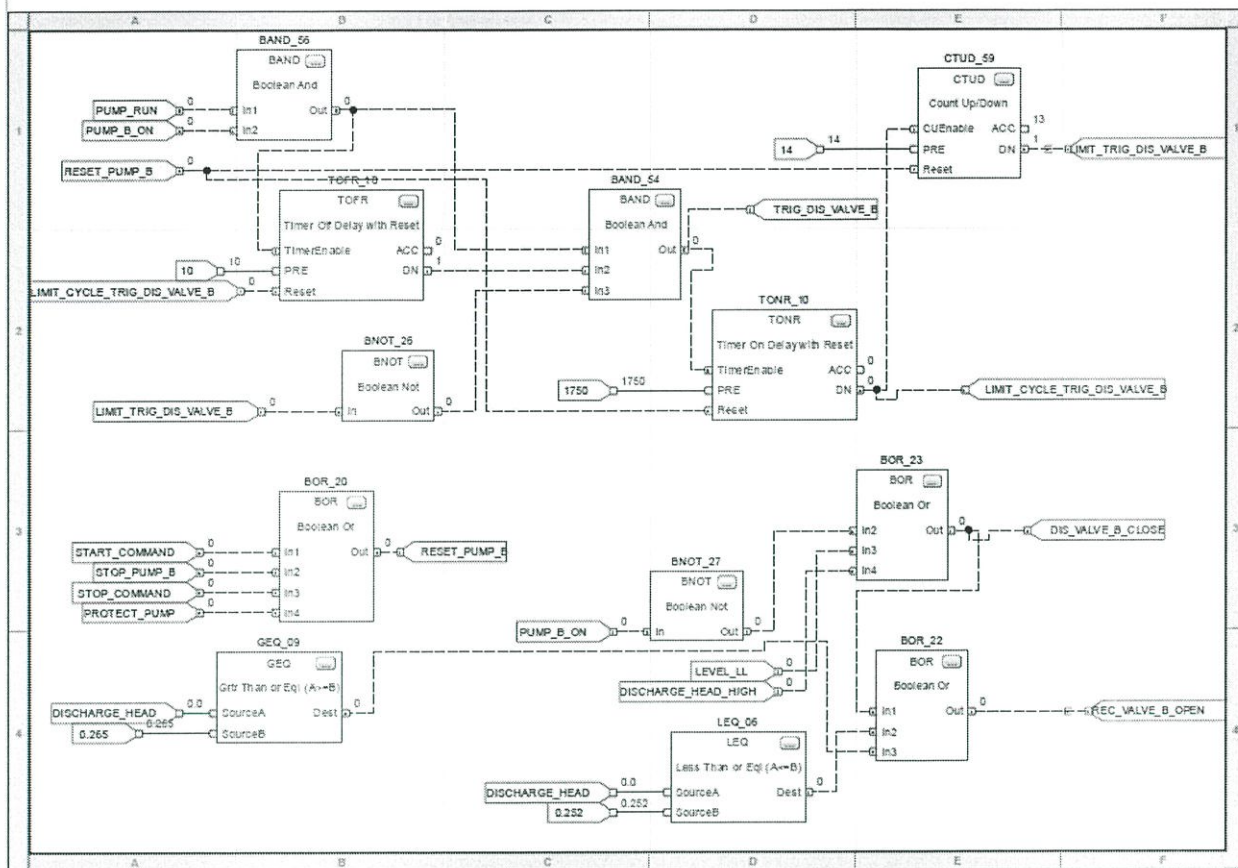 A B C D E F
BAND_56
BAND ...
Boolean And
PUMP_RUN 0 In1 Out 0
PUMP_B_ON 0 In2
CTUD_59
CTUD ...
Count Up/Down
CUEnable ACC 13
14 14 PRE DN 1 LIMIT_TRIG_DIS_VALVE_B
Reset
1 1
RESET_PUMP_B 0
TOFR_10
TOFR ...
Timer Off Delay with Reset
TimerEnable ACC 0
10 10 PRE DN 1
LIMIT_CYCLE_TRIG_DIS_VALVE_B 0 Reset
BAND_54
BAND ...
Boolean And
In1 Out 0 TRIG_DIS_VALVE_B 0
In2
In3
2 2
BNOT_26
BNOT ...
Boolean Not
LIMIT_TRIG_DIS_VALVE_B 0 In Out 0
TONR_10
TONR ...
Timer On Delay with Reset
TimerEnable ACC 0
1750 1750 PRE DN 0 LIMIT_CYCLE_TRIG_DIS_VALVE_B 0
Reset
BOR_20
BOR ...
Boolean Or
START_COMMAND 0 In1 Out 0 RESET_PUMP_B
STOP_PUMP_B 0 In2
STOP_COMMAND 0 In3
PROTECT_PUMP 0 In4
3 3
BOR_23
BOR ...
Boolean Or
In2 Out 0 DIS_VALVE_B_CLOSE 0
In3
In4
BNOT_27
BNOT ...
Boolean Not
PUMP_B_ON 0 In Out 0
LEVEL_LL 0
DISCHARGE_HEAD_HIGH 0
GEQ_09
GEQ ...
Grtr Than or Eql (A>=B)
DISCHARGE_HEAD 0.0 SourceA Dest 0
0.265 0.265 SourceB
4 4
BOR_22
BOR ...
Boolean Or
In1 Out 0 REC_VALVE_B_OPEN
In2
In3
LEQ_06
LEQ ...
Less Than or Eql (A<=B)
DISCHARGE_HEAD 0.0 SourceA Dest 0
0.252 0.252 SourceB
A B C D E F